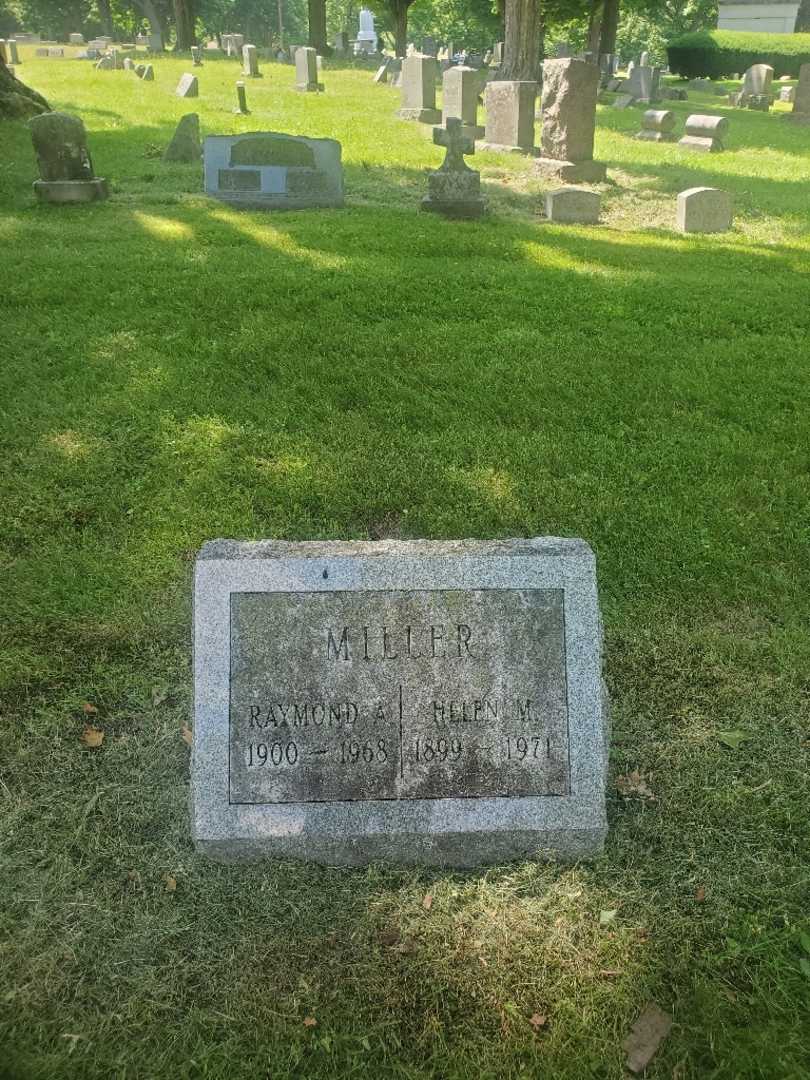 MILLER
RAYMOND A. HELEN M.
1900 — 1968 1899 — 1971